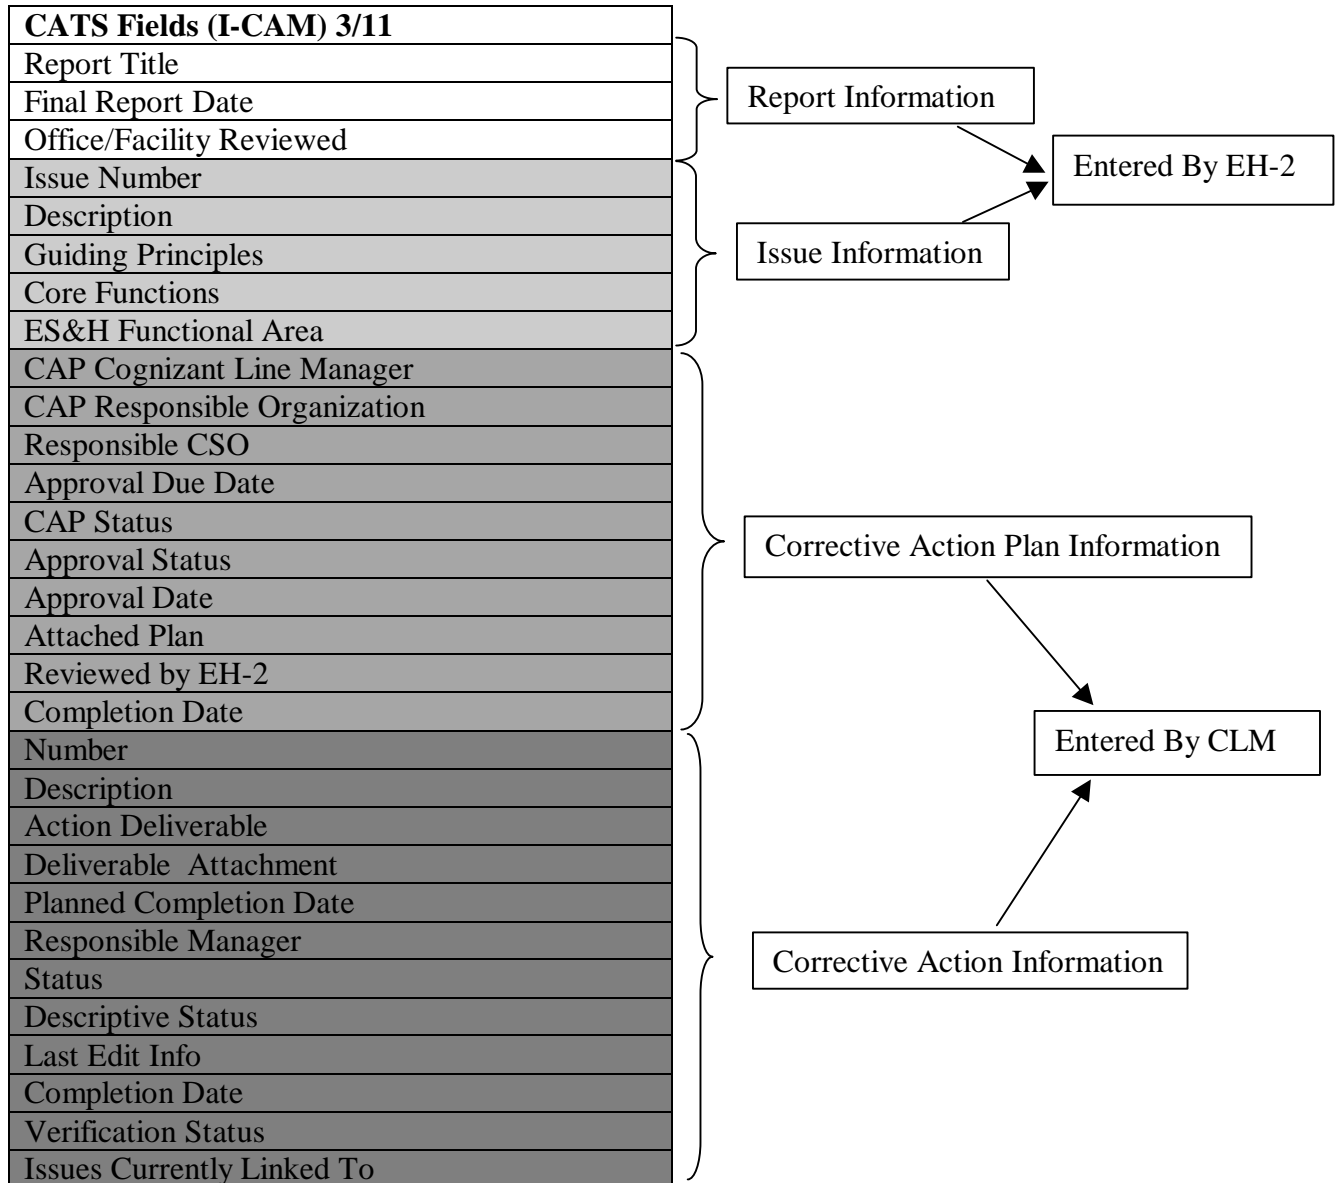 CATS Fields (I-CAM) 3/11
Report Title
Final Report Date
Office/Facility Reviewed
Issue Number
Description
Guiding Principles
Core Functions
ES&H Functional Area
CAP Cognizant Line Manager
CAP Responsible Organization
Responsible CSO
Approval Due Date
CAP Status
Approval Status
Approval Date
Attached Plan
Reviewed by EH-2
Completion Date
Number
Description
Action Deliverable
Deliverable Attachment
Planned Completion Date
Responsible Manager
Status
Descriptive Status
Last Edit Info
Completion Date
Verification Status
Issues Currently Linked To
Report Information
Issue Information
Entered By EH-2
Corrective Action Plan Information
Entered By CLM
Corrective Action Information